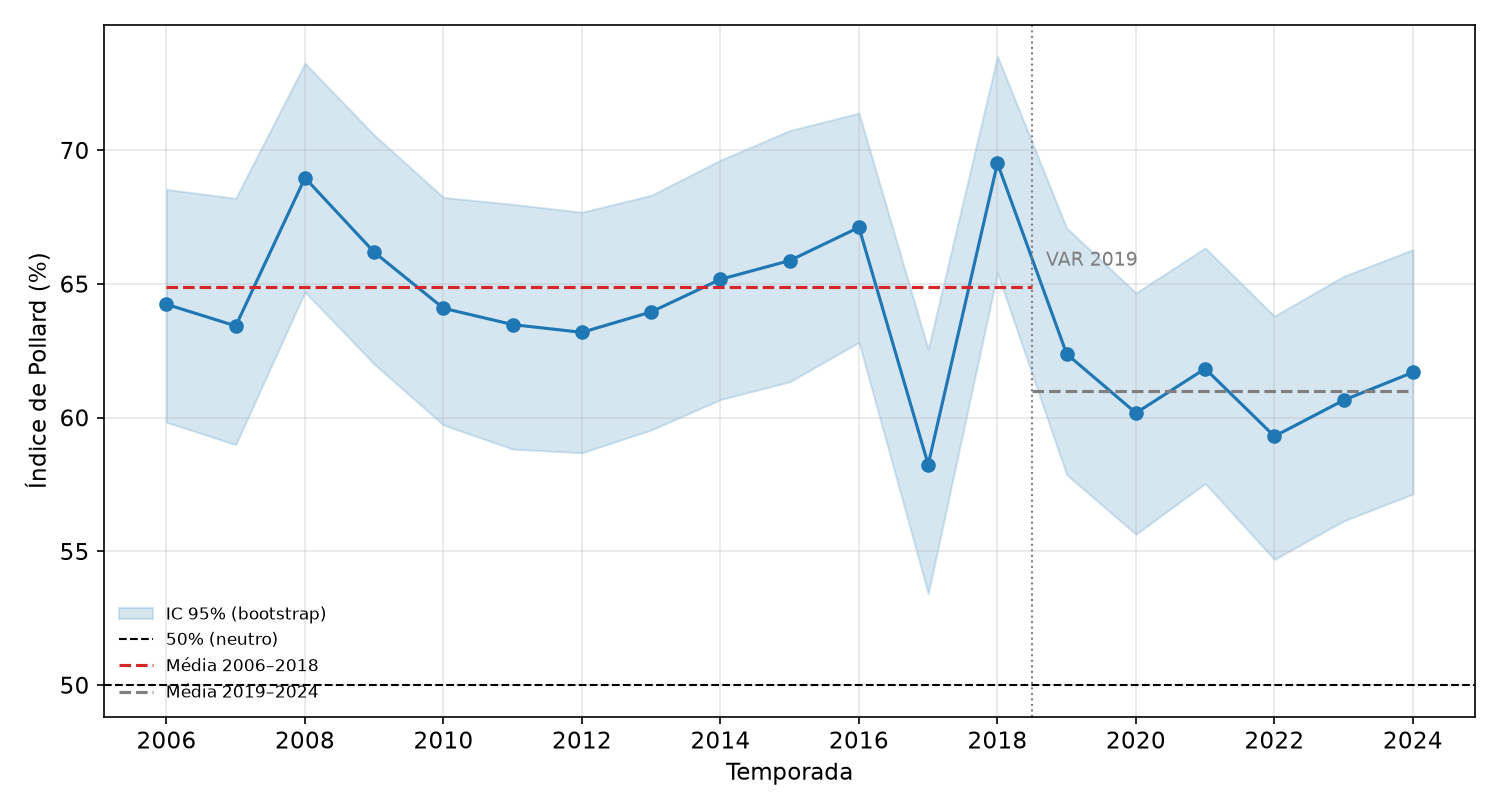 Índice de Pollard (%)
70
65
60
55
50
VAR 2019
IC 95% (bootstrap)
50% (neutro)
Média 2006–2018
Média 2019–2024
2006 2008 2010 2012 2014 2016 2018 2020 2022 2024
Temporada